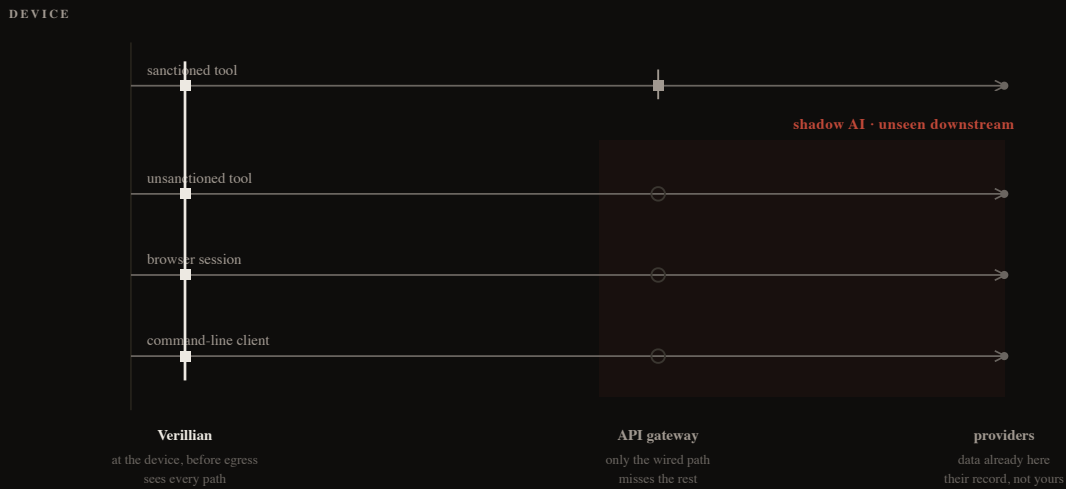 DEVICE
sanctioned tool
shadow AI · unseen downstream
unsanctioned tool
browser session
command-line client
Verillian
at the device, before egress
sees every path
API gateway
only the wired path
misses the rest
providers
data already here
their record, not yours